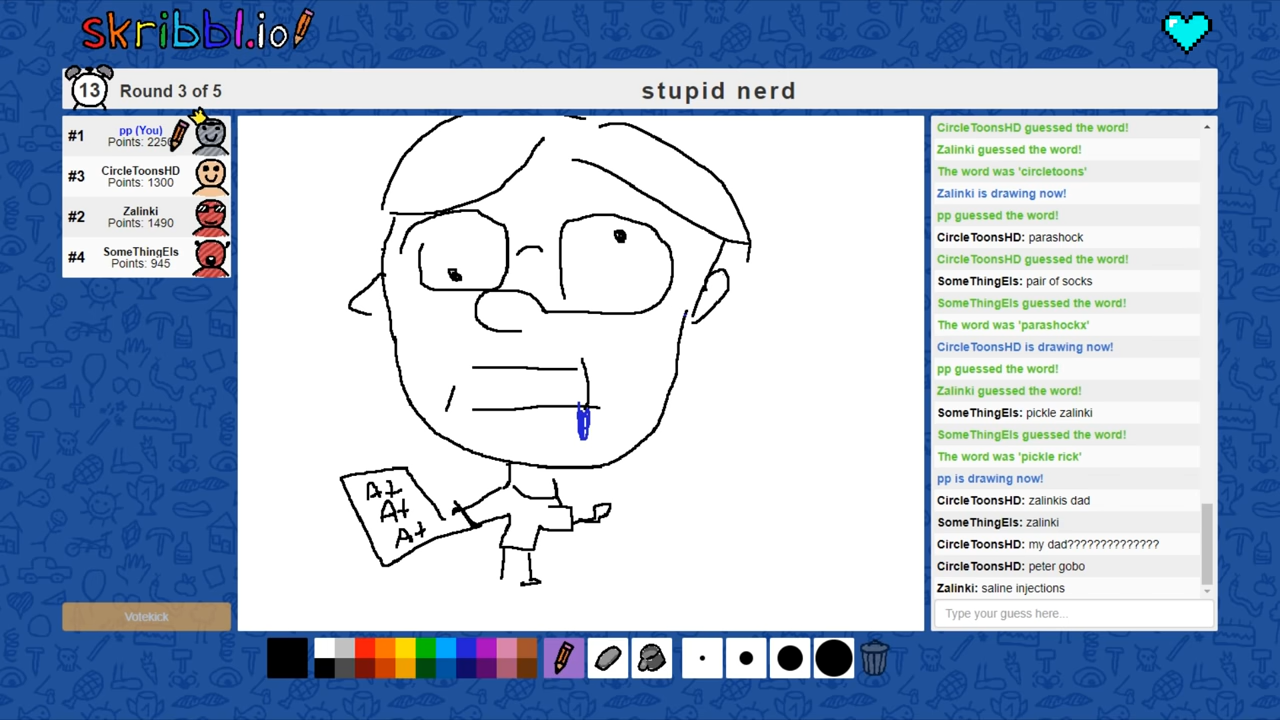 skribbl.io
13
Round 3 of 5
stupid nerd
#1
pp (You)
Points: 2250
#3
CircleToonsHD
Points: 1300
#2
Zalinki
Points: 1490
#4
SomeThingEls
Points: 945
Votekick
A+
A+
A+
CircleToonsHD guessed the word!
Zalinki guessed the word!
The word was 'circletoons'
Zalinki is drawing now!
pp guessed the word!
CircleToonsHD: parashock
CircleToonsHD guessed the word!
SomeThingEls: pair of socks
SomeThingEls guessed the word!
The word was 'parashockx'
CircleToonsHD is drawing now!
pp guessed the word!
Zalinki guessed the word!
SomeThingEls: pickle zalinki
SomeThingEls guessed the word!
The word was 'pickle rick'
pp is drawing now!
CircleToonsHD: zalinkis dad
SomeThingEls: zalinki
CircleToonsHD: my dad??????????????
CircleToonsHD: peter gobo
Zalinki: saline injections
Type your guess here...